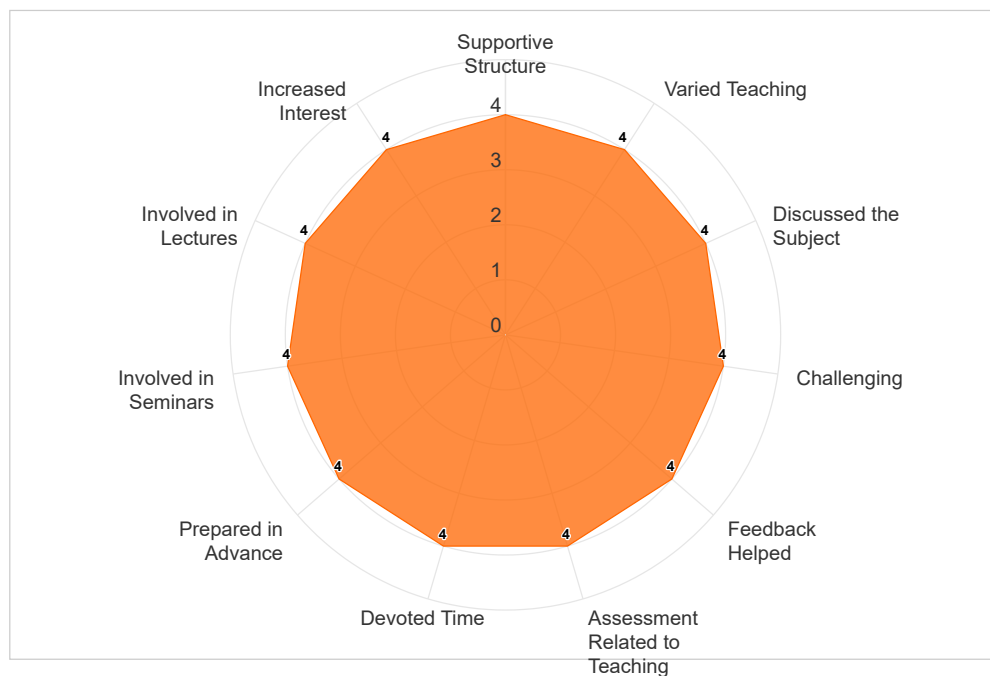 Supportive
Structure
Increased
Interest
Varied Teaching
4
4
4
3
Involved in
Lectures
2
Discussed the
Subject
4
4
1
0
4
4
Involved in
Seminars
Challenging
4
4
Prepared in
Advance
Feedback
Helped
4
4
Devoted Time
Assessment
Related to
Teaching